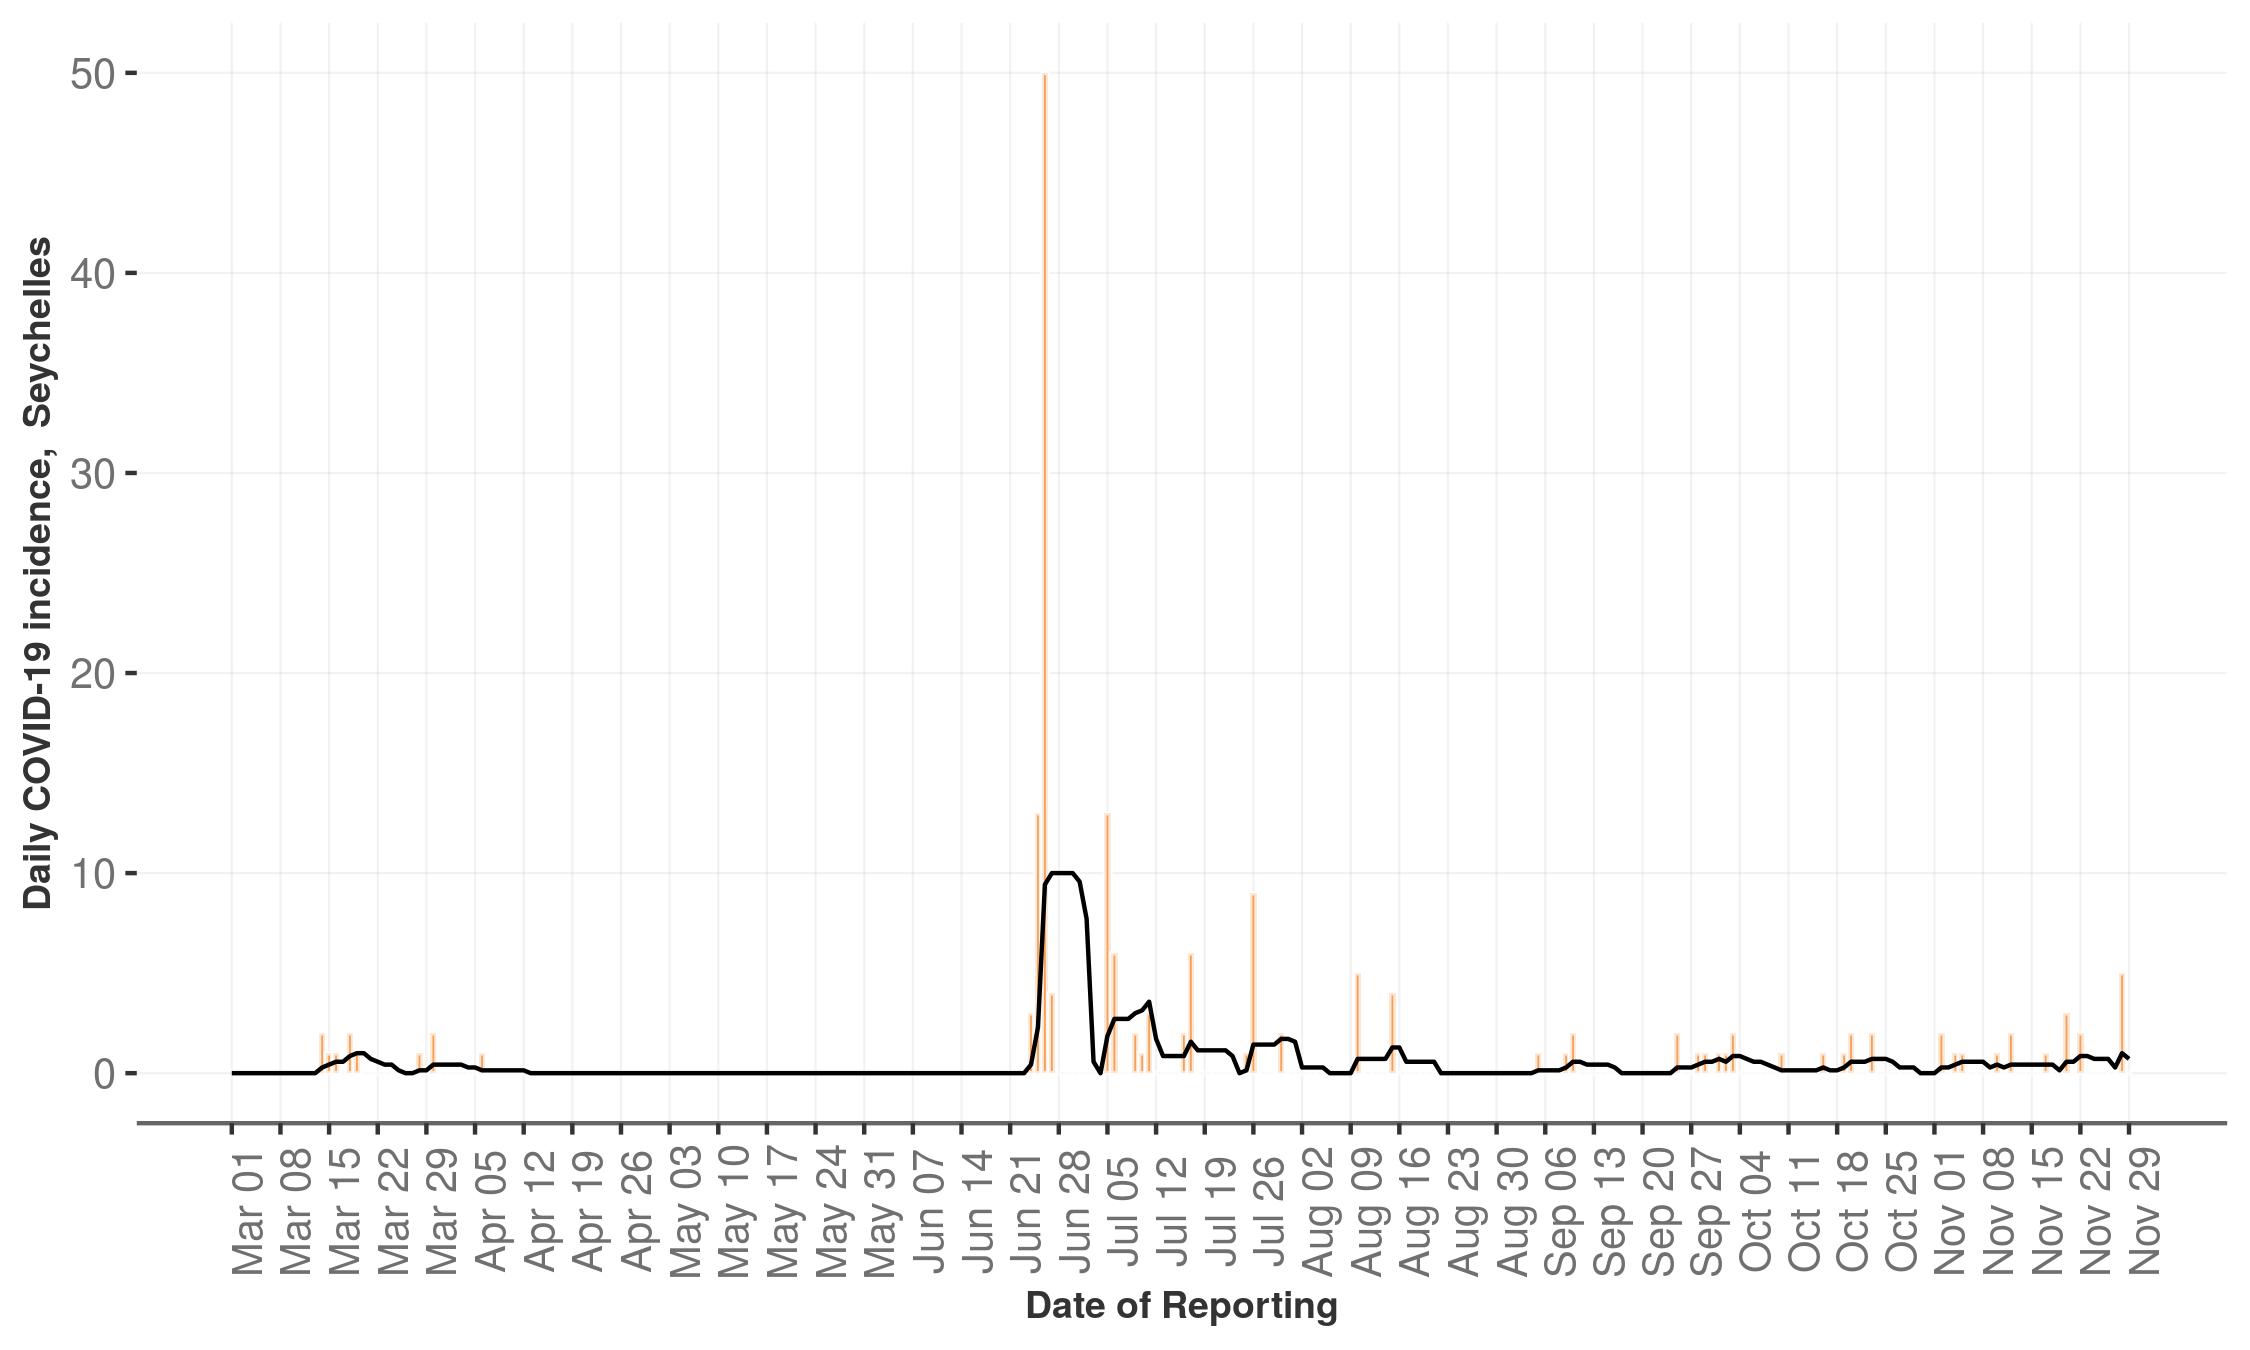 Daily COVID-19 incidence,  Seychelles
50
40
30
20
10
0
Mar 01
Mar 08
Mar 15
Mar 22
Mar 29
Apr 05
Apr 12
Apr 19
Apr 26
May 03
May 10
May 17
May 24
May 31
Jun 07
Jun 14
Jun 21
Jun 28
Jul 05
Jul 12
Jul 19
Jul 26
Aug 02
Aug 09
Aug 16
Aug 23
Aug 30
Sep 06
Sep 13
Sep 20
Sep 27
Oct 04
Oct 11
Oct 18
Oct 25
Nov 01
Nov 08
Nov 15
Nov 22
Nov 29
Date of Reporting